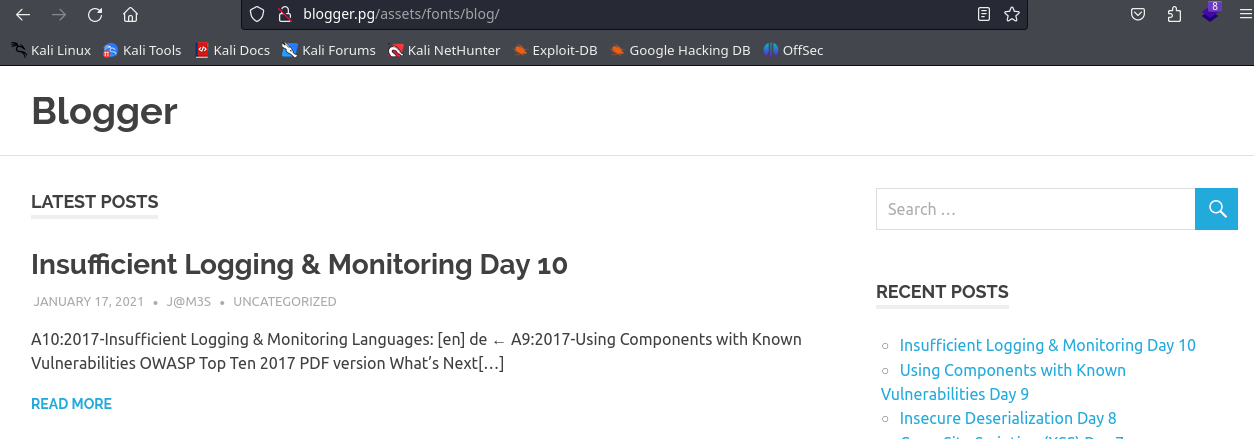 blogger.pg/assets/fonts/blog/
8
Kali Linux Kali Tools Kali Docs Kali Forums Kali NetHunter Exploit-DB Google Hacking DB OffSec
Blogger
LATEST POSTS
Insufficient Logging & Monitoring Day 10
JANUARY 17, 2021 • J@M3S • UNCATEGORIZED
A10:2017-Insufficient Logging & Monitoring Languages: [en] de ← A9:2017-Using Components with Known
Vulnerabilities OWASP Top Ten 2017 PDF version What’s Next[…]
READ MORE
Search …
RECENT POSTS
Insufficient Logging & Monitoring Day 10
Using Components with Known
Vulnerabilities Day 9
Insecure Deserialization Day 8